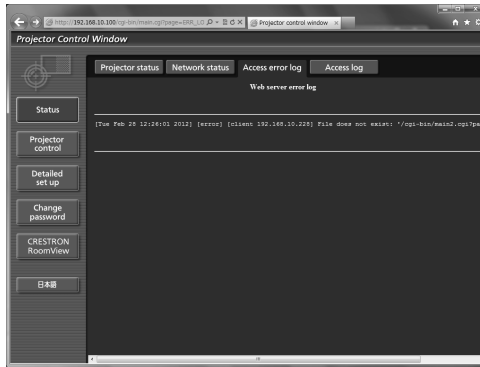 http://192.168.10.100/cgi-bin/main.cgi?page=ERR_LO
Projector control window
Projector Control Window
Projector status Network status Access error log Access log
Web server error log
[Tue Feb 28 12:26:01 2012] [error] [client 192.168.10.228] File does not exist: '/cgi-bin/main2.cgi?pa
Status
Projector
control
Detailed
set up
Change
password
CRESTRON
RoomView
日本語